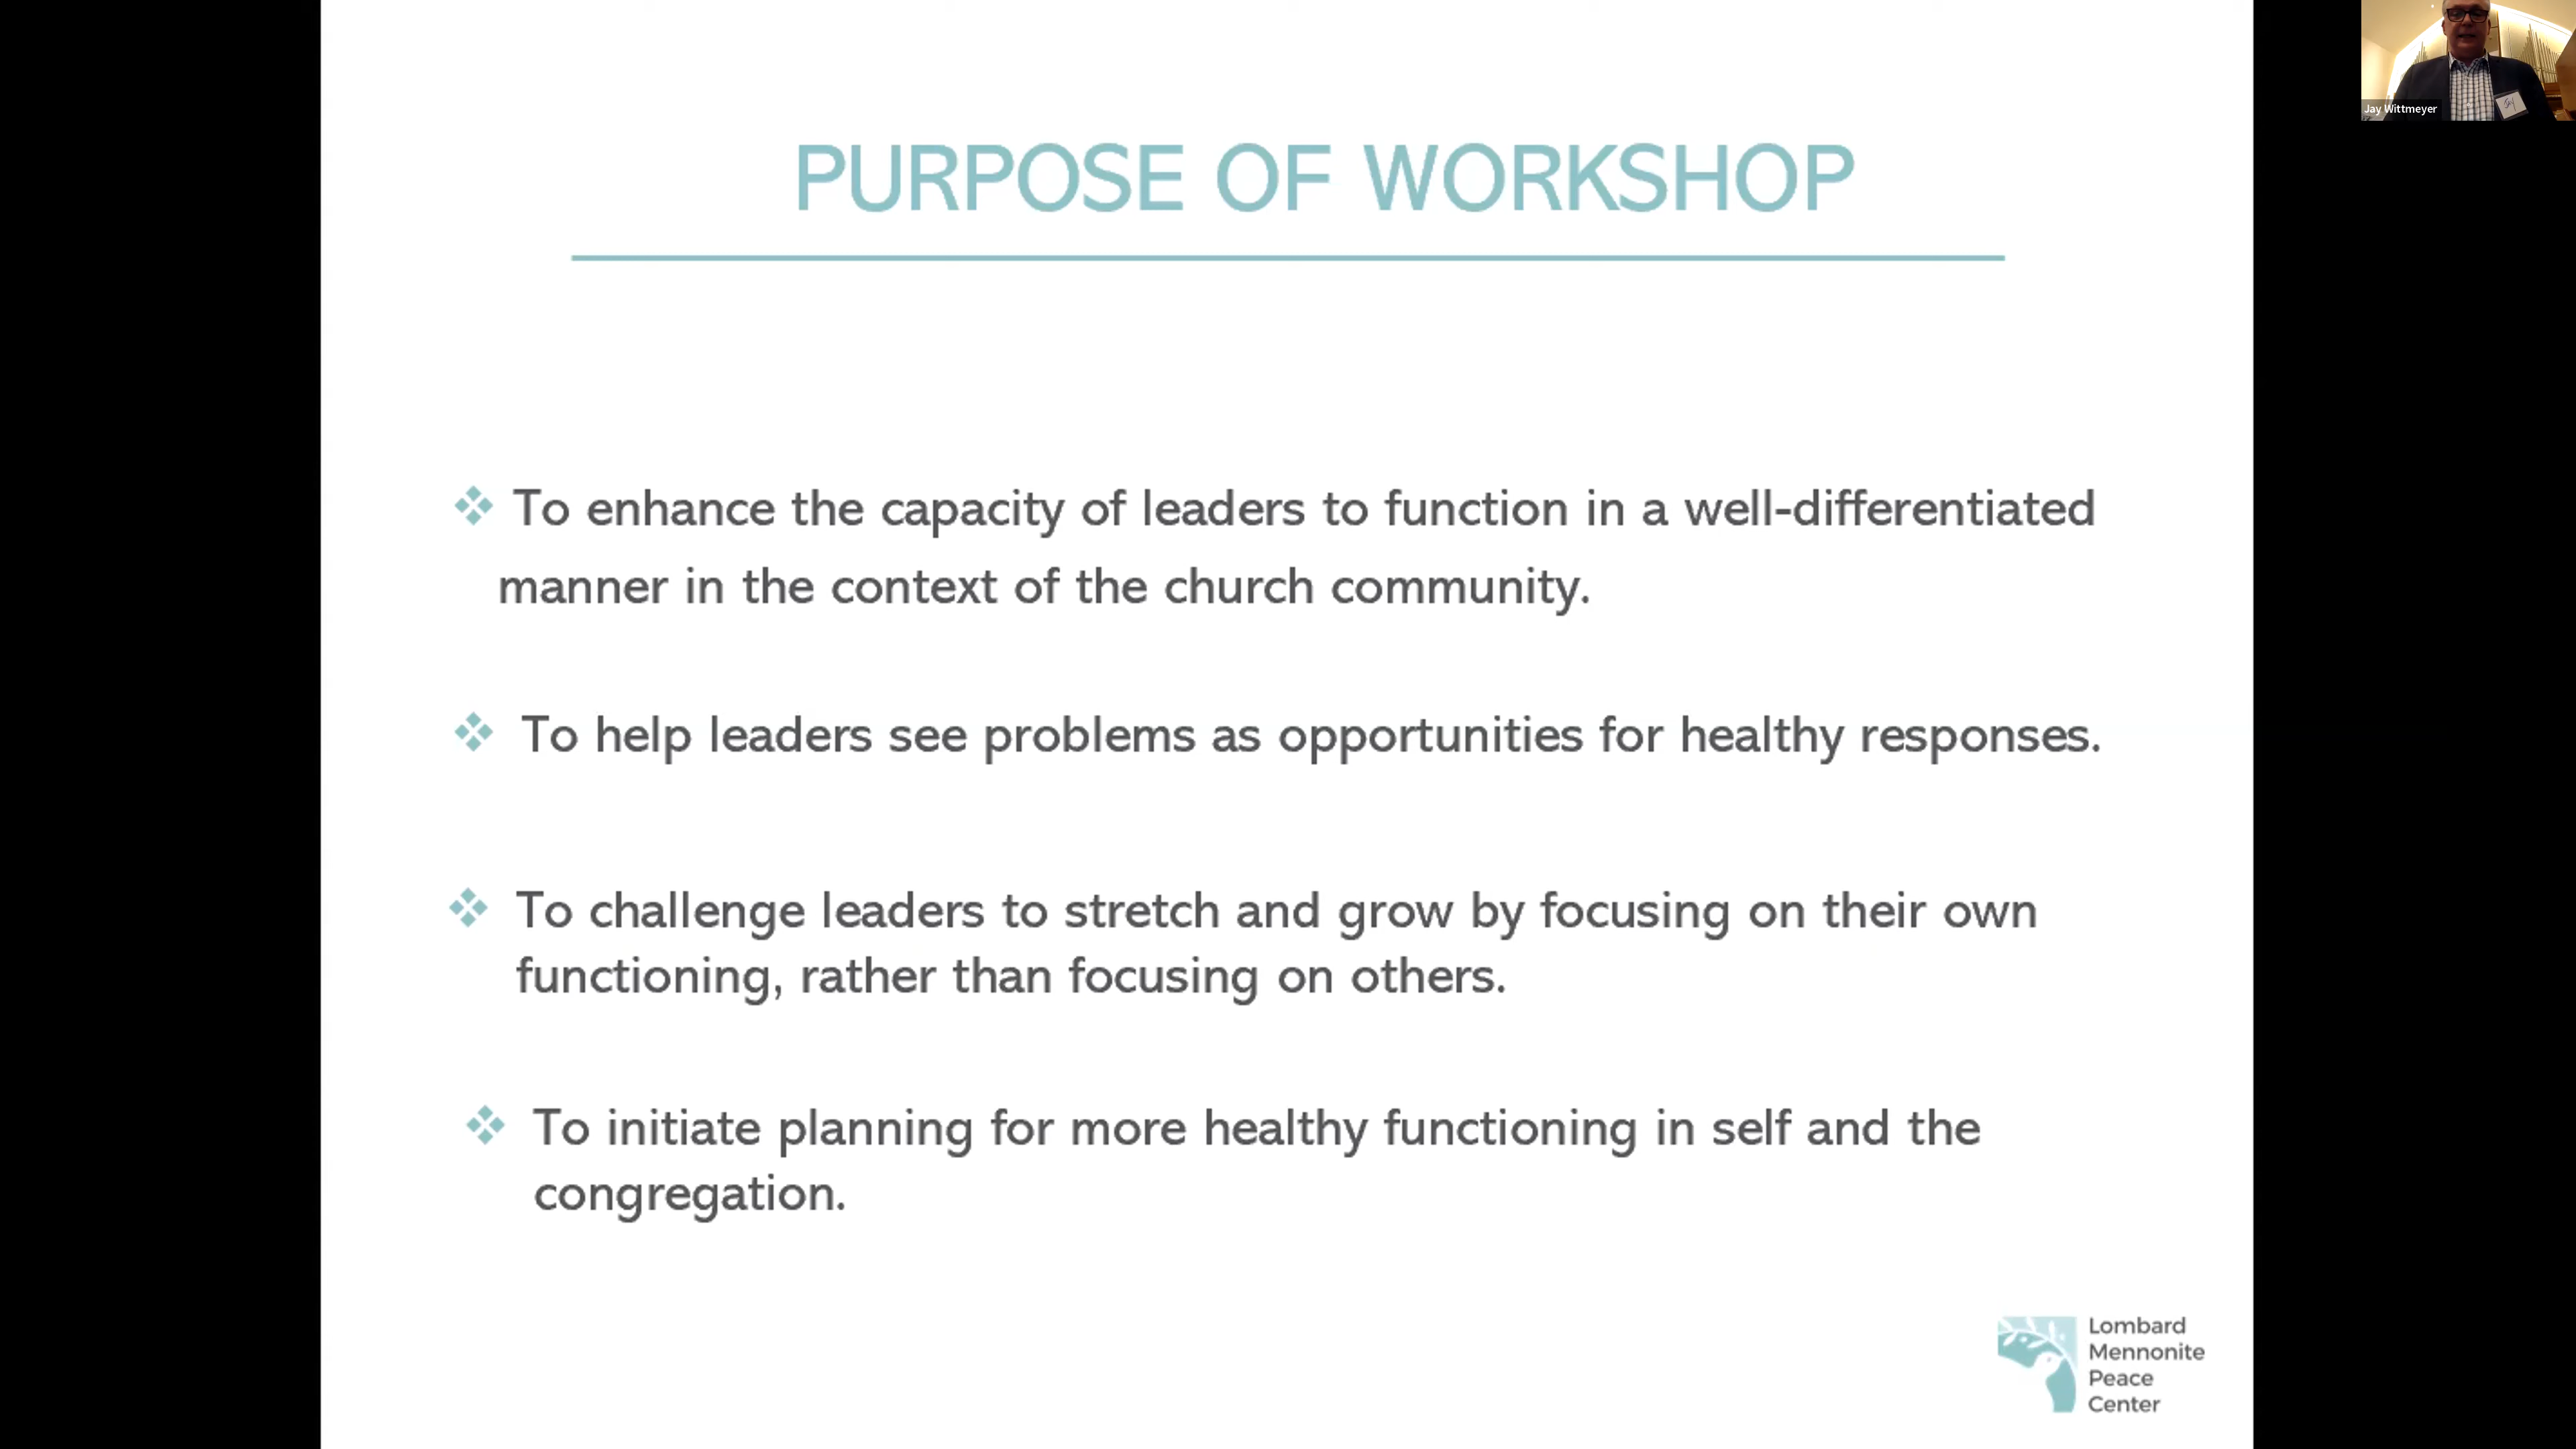 PURPOSE OF WORKSHOP
❖ To enhance the capacity of leaders to function in a well-differentiated
manner in the context of the church community.
❖ To help leaders see problems as opportunities for healthy responses.
❖ To challenge leaders to stretch and grow by focusing on their own
functioning, rather than focusing on others.
❖ To initiate planning for more healthy functioning in self and the
congregation.
Lombard
Mennonite
Peace
Center
Jay Wittmeyer